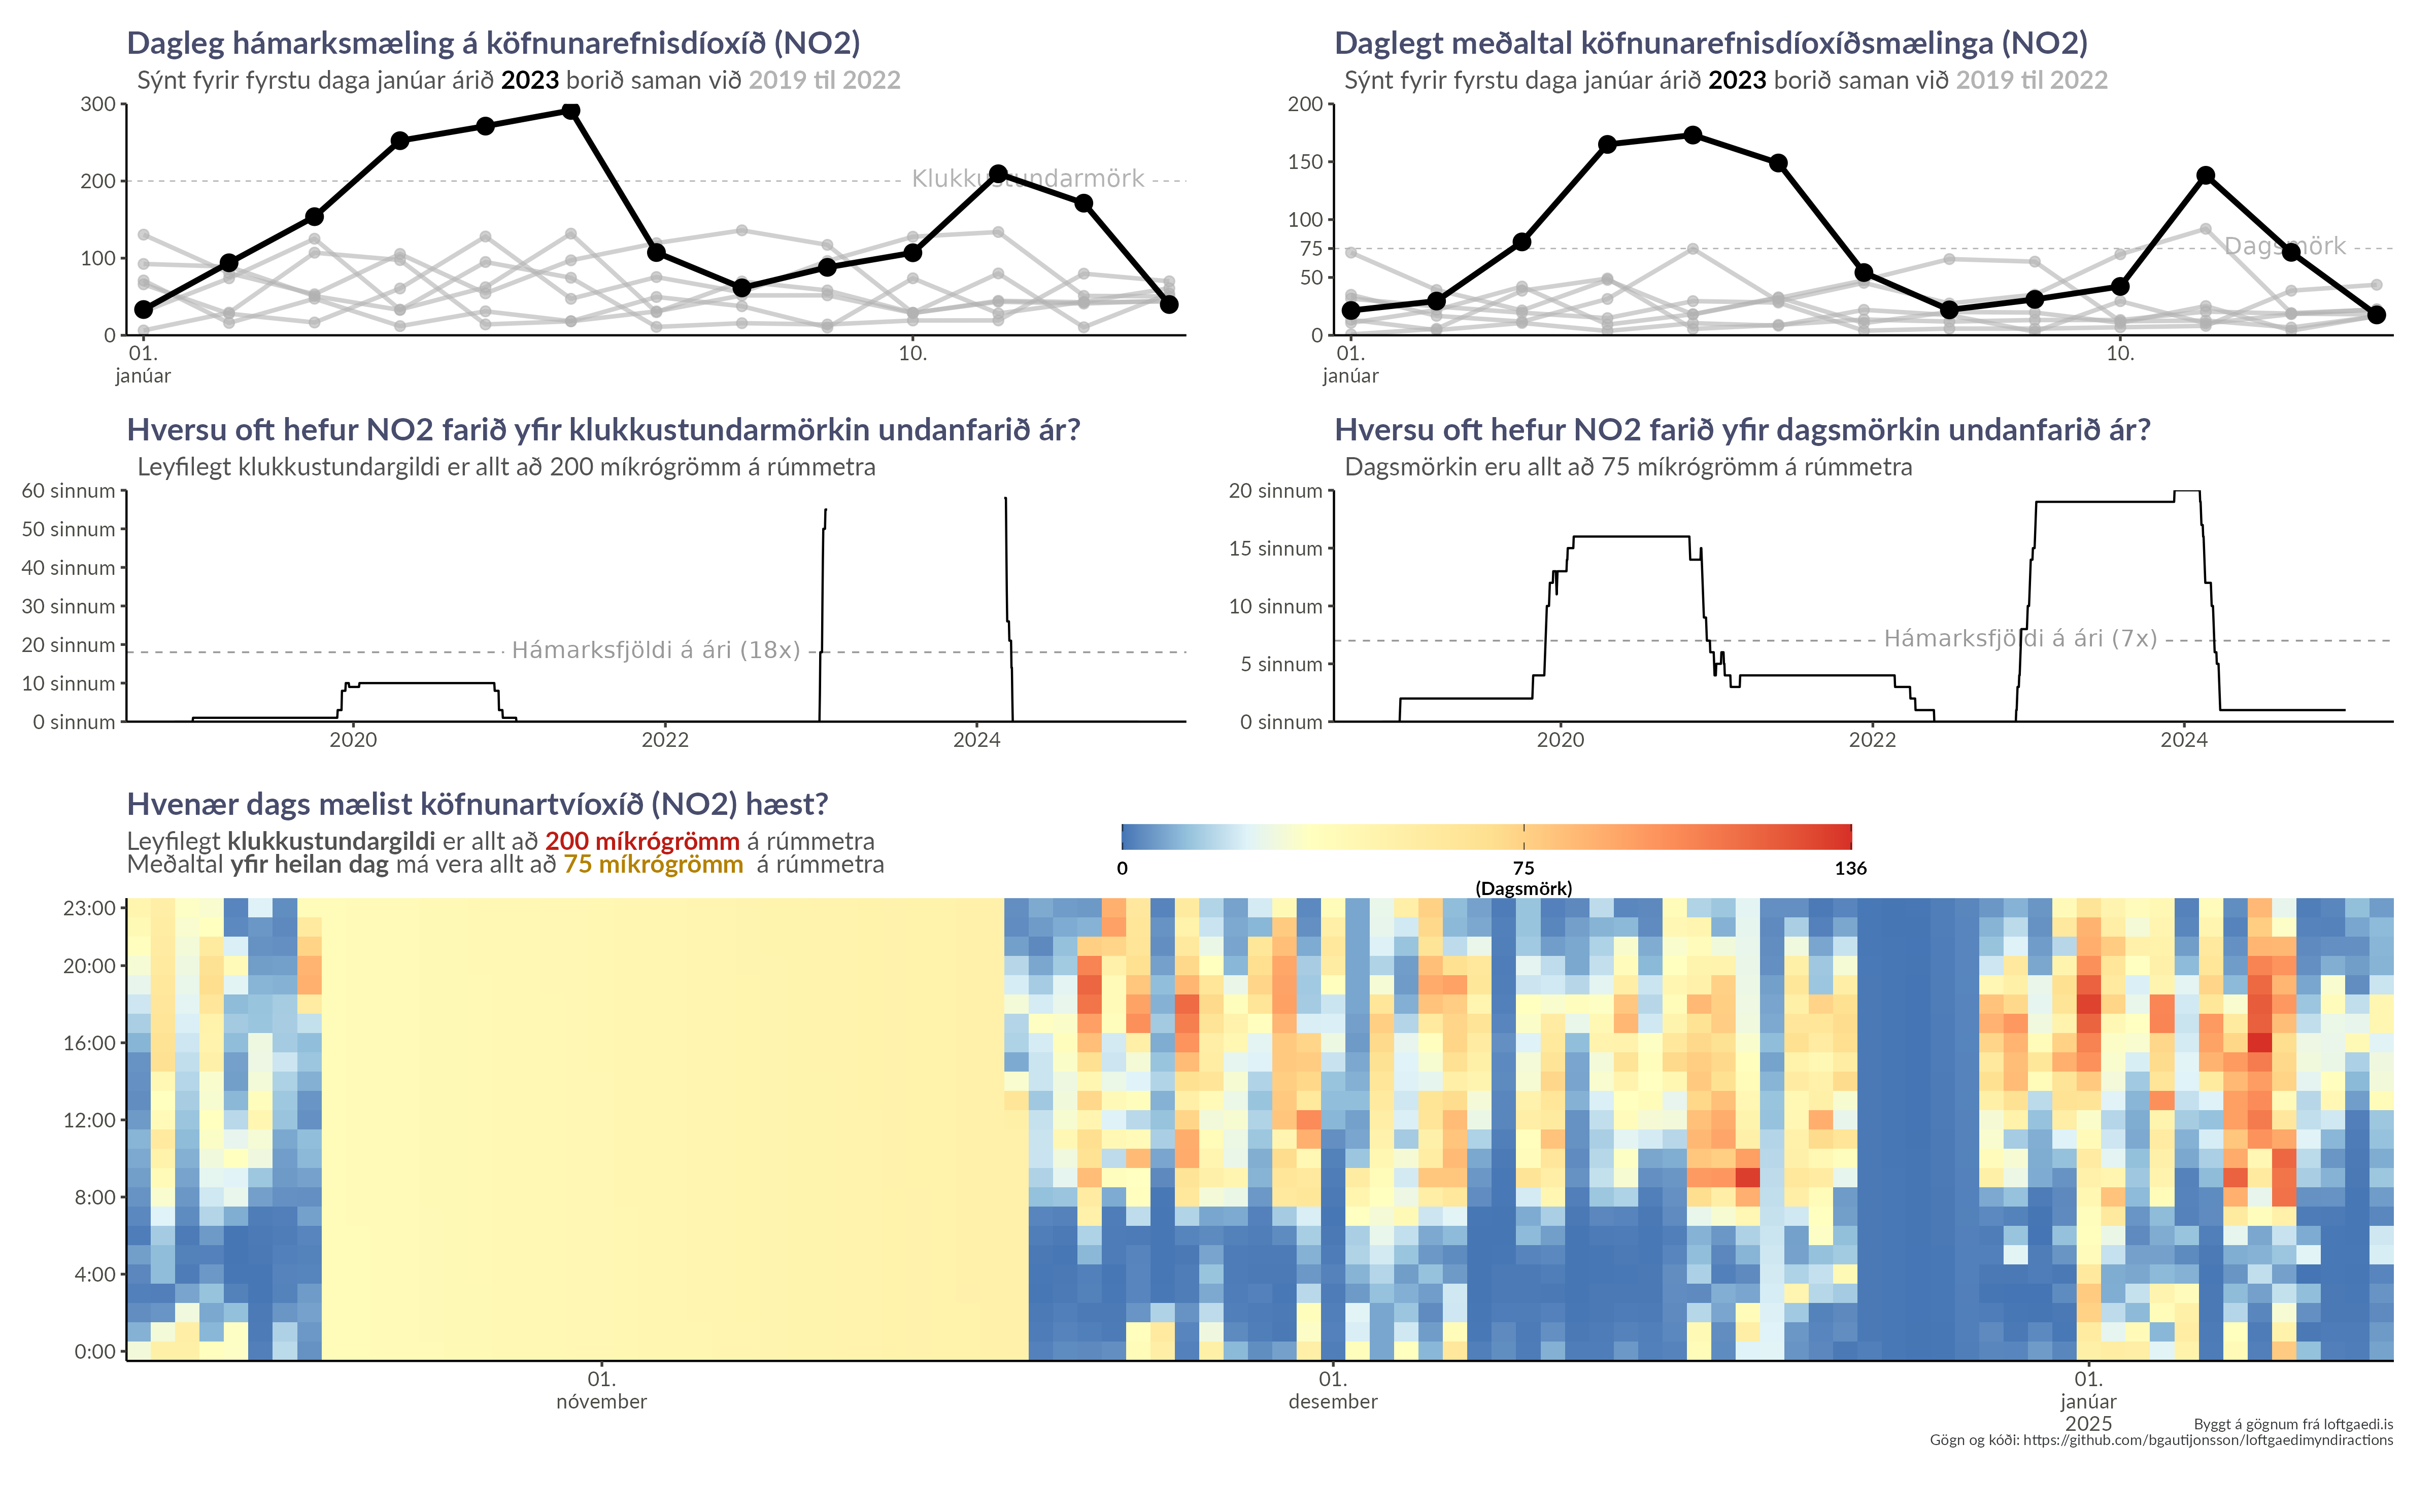 Dagleg hámarksmæling á köfnunarefnisdíoxíð (NO2)
Sýnt fyrir fyrstu daga janúar árið 2023 borið saman við 2019 til 2022
300
200
100
0
Klukkustundarmörk
01.
janúar
10.
Daglegt meðaltal köfnunarefnisdíoxíðsmælinga (NO2)
Sýnt fyrir fyrstu daga janúar árið 2023 borið saman við 2019 til 2022
200
150
100
75
50
0
Dagsmörk
01.
janúar
10.
Hversu oft hefur NO2 farið yfir klukkustundarmörkin undanfarið ár?
Leyfilegt klukkustundargildi er allt að 200 míkrógrömm á rúmmetra
60 sinnum
50 sinnum
40 sinnum
30 sinnum
20 sinnum
10 sinnum
0 sinnum
Hámarksfjöldi á ári (18x)
2020
2022
2024
Hversu oft hefur NO2 farið yfir dagsmörkin undanfarið ár?
Dagsmörkin eru allt að 75 míkrógrömm á rúmmetra
20 sinnum
15 sinnum
10 sinnum
5 sinnum
0 sinnum
Hámarksfjöldi á ári (7x)
2020
2022
2024
Hvenær dags mælist köfnunartvíoxíð (NO2) hæst?
Leyfilegt klukkustundargildi er allt að 200 míkrógrömm á rúmmetra
Meðaltal yfir heilan dag má vera allt að 75 míkrógrömm á rúmmetra
0
75
(Dagsmörk)
136
23:00
20:00
16:00
12:00
8:00
4:00
0:00
01.
nóvember
01.
desember
01.
janúar
2025
Byggt á gögnum frá loftgaedi.is
Gögn og kóði: https://github.com/bgautijonsson/loftgaedimyndiractions